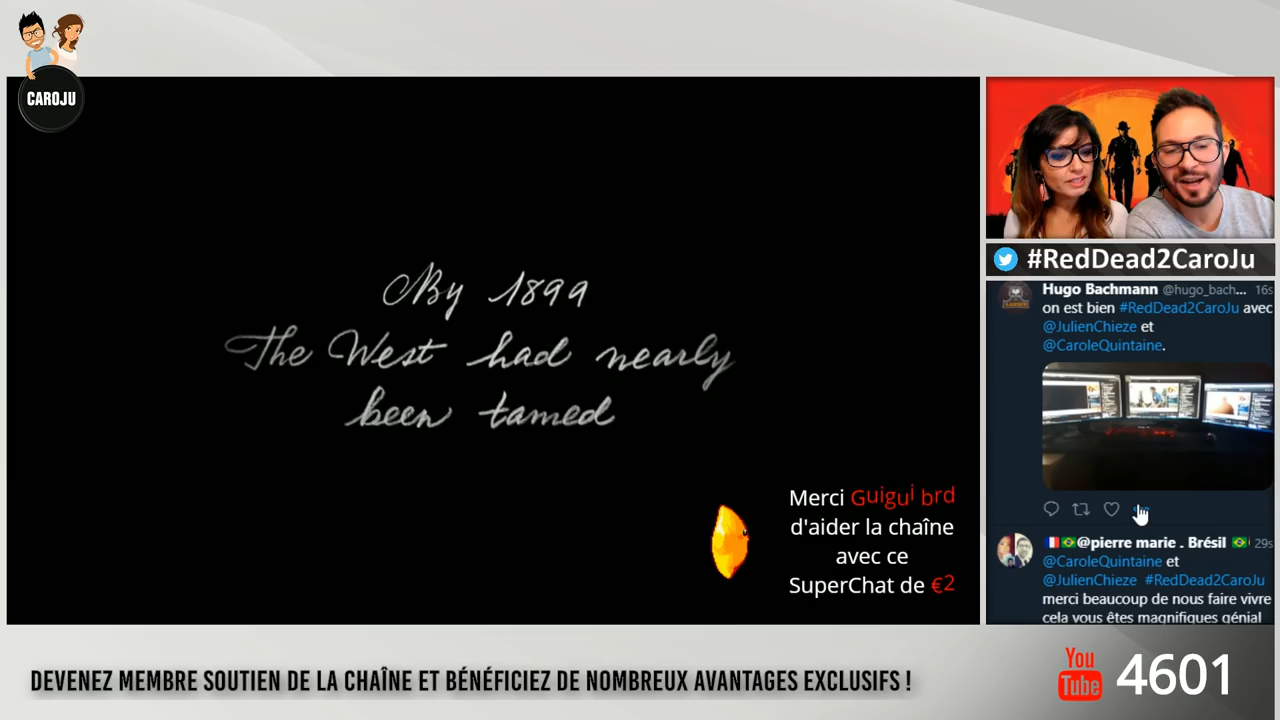 CAROJU
By 1899
The West had nearly
been tamed
Merci Guigui brd
d'aider la chaîne
avec ce
SuperChat de €2
#RedDead2CaroJu
Hugo Bachmann @hugo_bach... 16s
on est bien #RedDead2CaroJu avec
@JulienChieze et
@CaroleQuintaine.
@pierre marie . Brésil 29s
@CaroleQuintaine et
@JulienChieze #RedDead2CaroJu
merci beaucoup de nous faire vivre
cela vous êtes magnifiques génial
DEVENEZ MEMBRE SOUTIEN DE LA CHAÎNE ET BÉNÉFICIEZ DE NOMBREUX AVANTAGES EXCLUSIFS !
You
Tube
4601